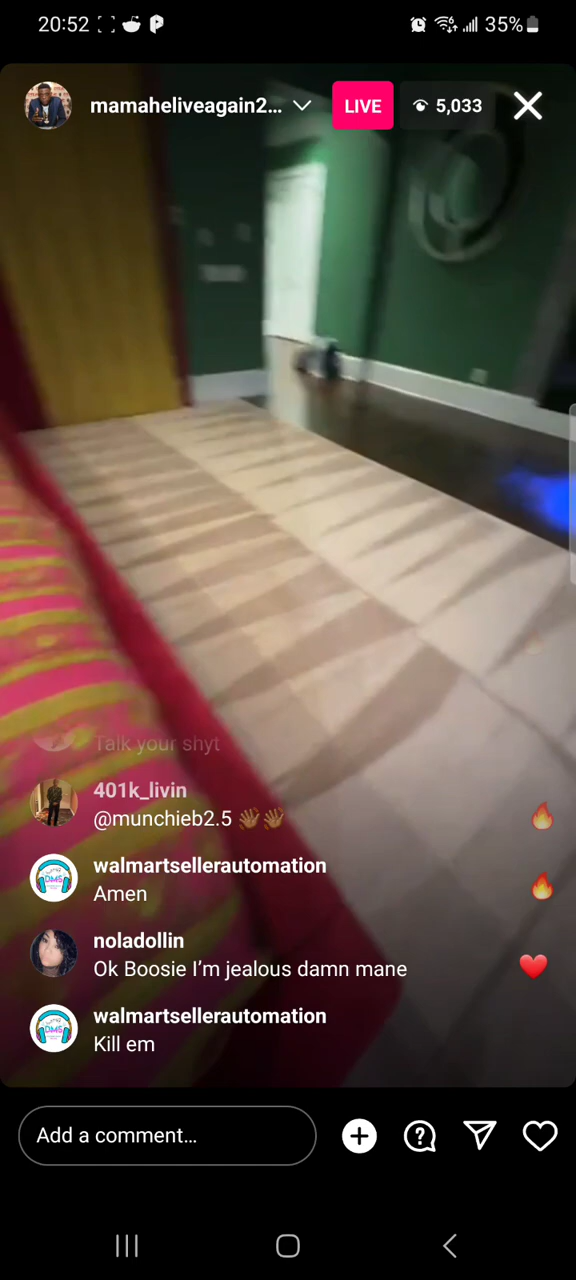 20:52
35%
mamaheliveagain2...
LIVE
5,033
Talk your shyt
401k_livin
@munchieb2.5 👋🏾👋🏾
walmartsellerautomation
Amen
noladollin
Ok Boosie I’m jealous damn mane
walmartsellerautomation
Kill em
Add a comment...